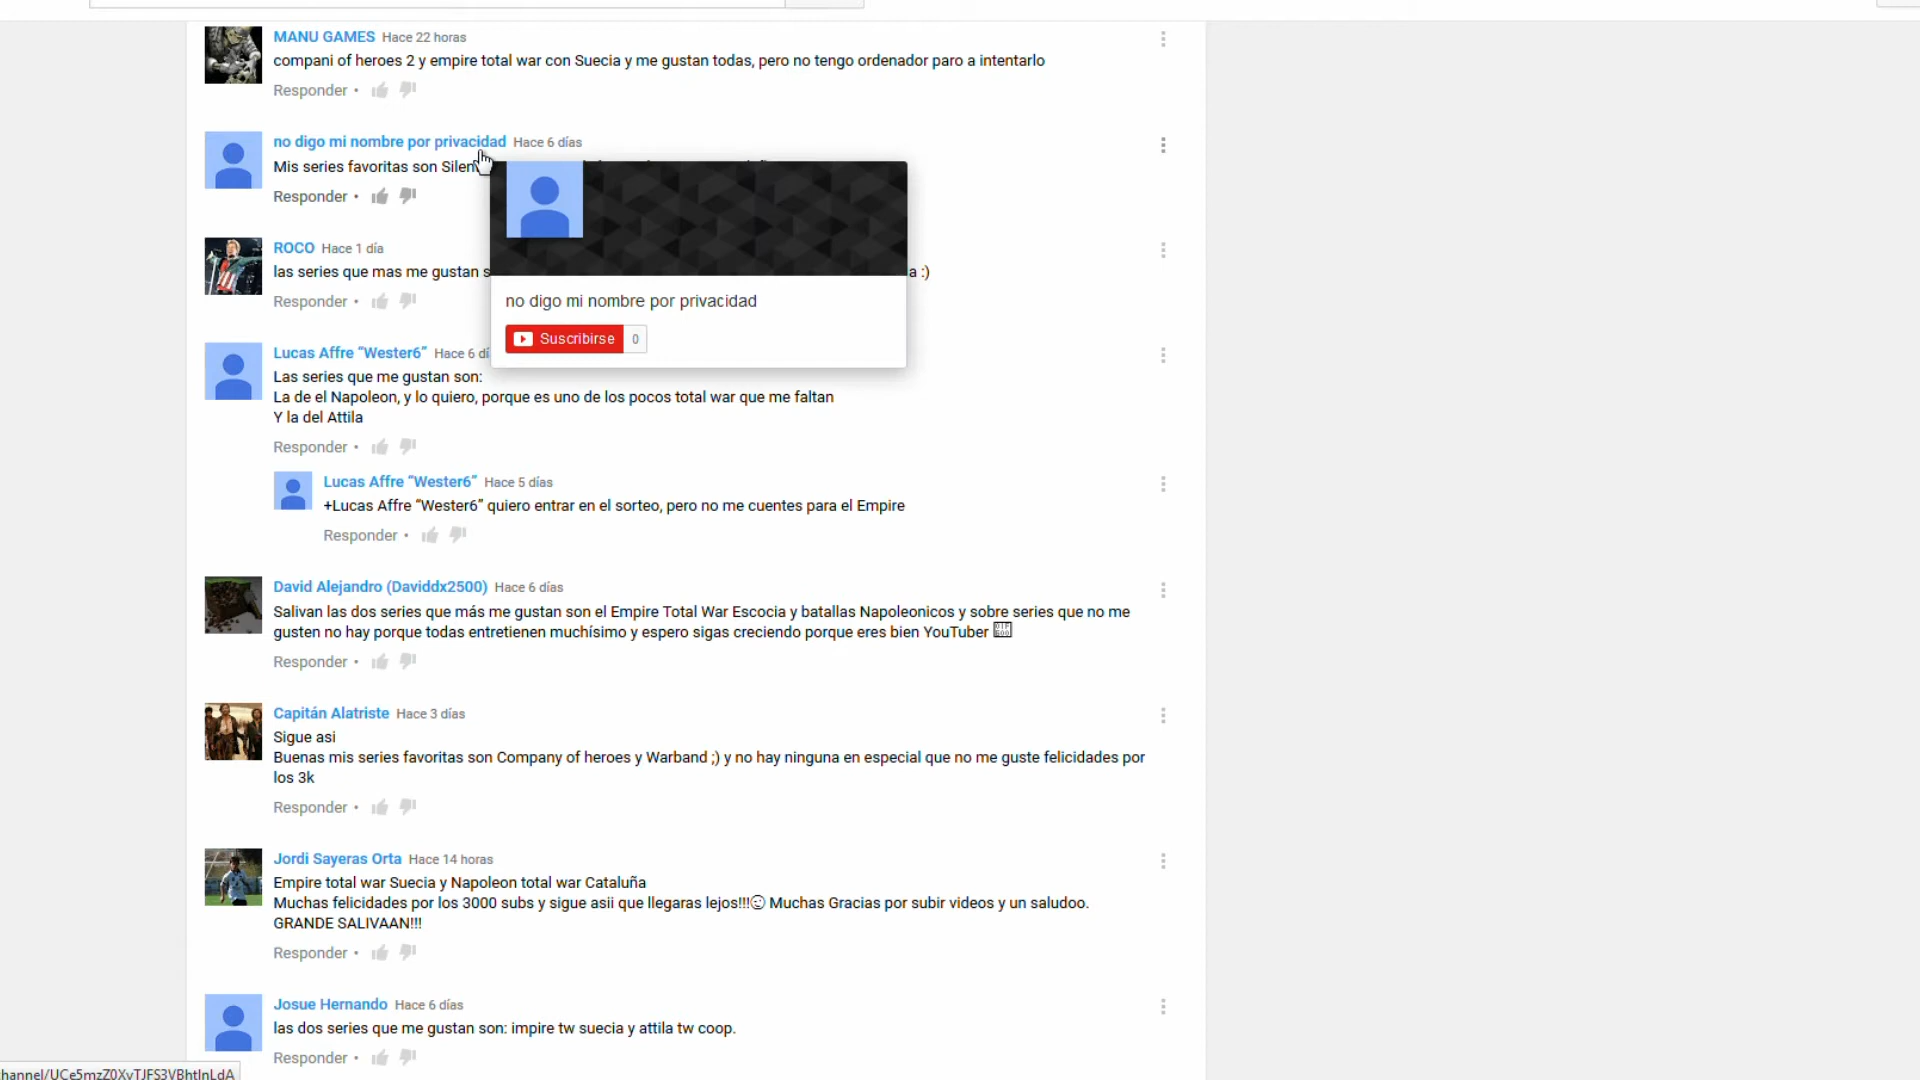 MANU GAMES Hace 22 horas
compani of heroes 2 y empire total war con Suecia y me gustan todas, pero no tengo ordenador paro a intentarlo
Responder •
no digo mi nombre por privacidad Hace 6 días
Mis series favoritas son
Responder •
ROCO Hace 1 día
las series que mas me gustan
a :)
no digo mi nombre por privacidad
Suscribirse 0
Responder •
Lucas Affre “Wester6” Hace 6
Las series que me gustan son:
La de el Napoleon, y lo quiero, porque es uno de los pocos total war que me faltan
Y la del Attila
Responder •
Lucas Affre “Wester6” Hace 5 días
+Lucas Affre “Wester6” quiero entrar en el sorteo, pero no me cuentes para el Empire
Responder •
David Alejandro (Daviddx2500) Hace 6 días
Salivan las dos series que más me gustan son el Empire Total War Escocia y batallas Napoleonicos y sobre series que no me
gusten no hay porque todas entretienen muchísimo y espero sigas creciendo porque eres bien YouTuber
Responder •
Capitán Alatriste Hace 3 días
Sigue asi
Buenas mis series favoritas son Company of heroes y Warband ;) y no hay ninguna en especial que no me guste felicidades por
los 3k
Responder •
Jordi Sayeras Orta Hace 14 horas
Empire total war Suecia y Napoleon total war Cataluña
Muchas felicidades por los 3000 subs y sigue asii que llegaras lejos!!!☺ Muchas Gracias por subir videos y un saludoo.
GRANDE SALIVAAN!!!
Responder •
Josue Hernando Hace 6 días
las dos series que me gustan son: impire tw suecia y attila tw coop.
Responder •